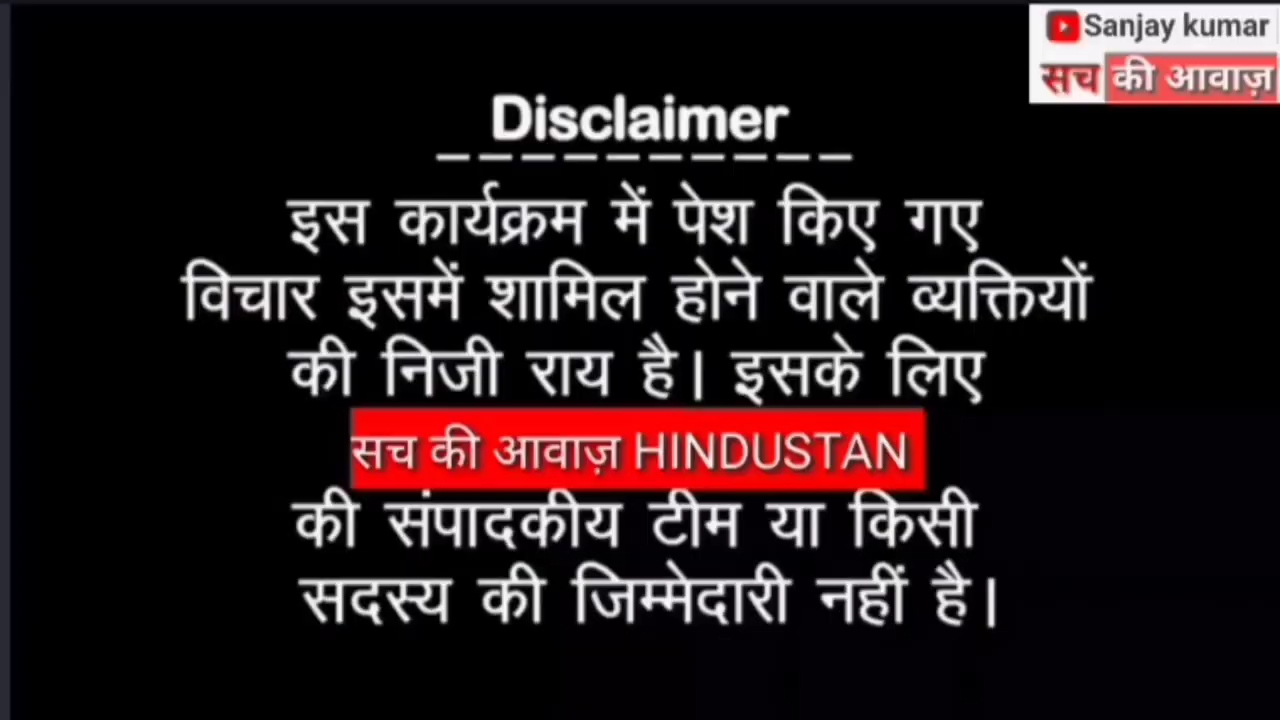 Sanjay kumar
सच की आवाज़
Disclaimer
इस कार्यक्रम में पेश किए गए
विचार इसमें शामिल होने वाले व्यक्तियों
की निजी राय है। इसके लिए
सच की आवाज़ HINDUSTAN
की संपादकीय टीम या किसी
सदस्य की जिम्मेदारी नहीं है।